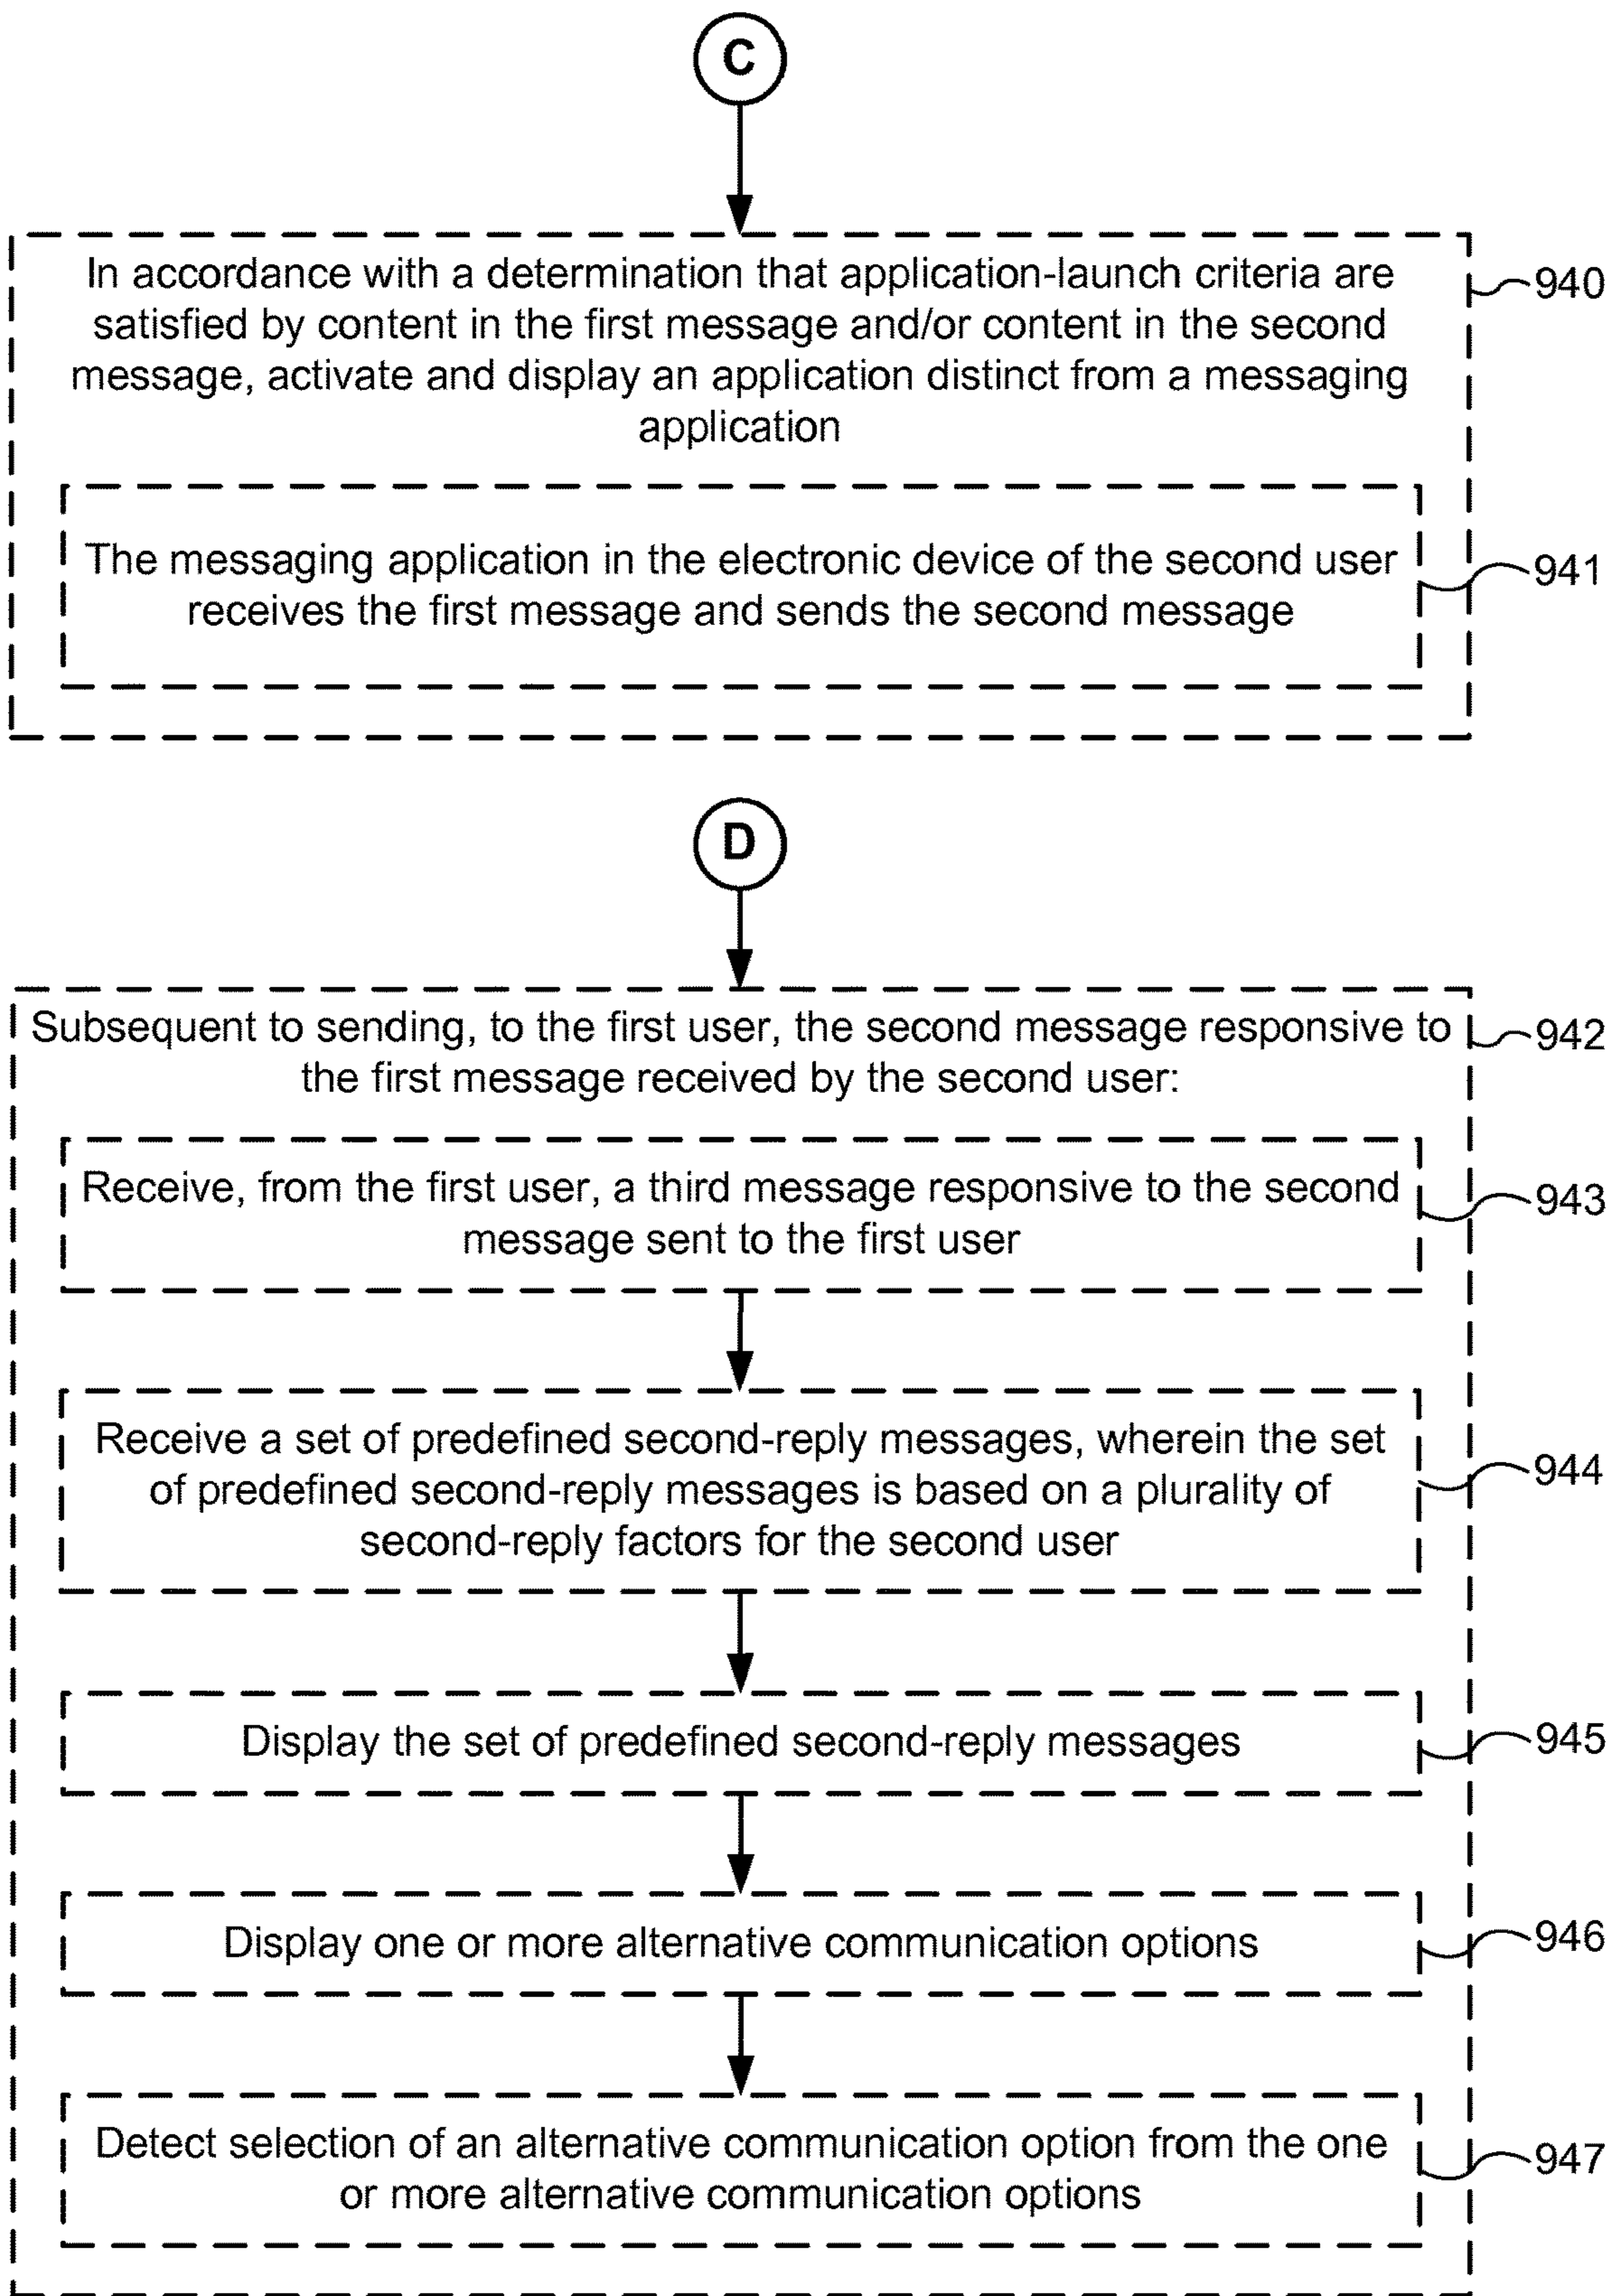 C
In accordance with a determination that application-launch criteria are
satisfied by content in the first message and/or content in the second
message, activate and display an application distinct from a messaging
application
940
The messaging application in the electronic device of the second user
receives the first message and sends the second message
941
D
Subsequent to sending, to the first user, the second message responsive to
the first message received by the second user:
942
Receive, from the first user, a third message responsive to the second
message sent to the first user
943
Receive a set of predefined second-reply messages, wherein the set
of predefined second-reply messages is based on a plurality of
second-reply factors for the second user
944
Display the set of predefined second-reply messages
945
Display one or more alternative communication options
946
Detect selection of an alternative communication option from the one
or more alternative communication options
947